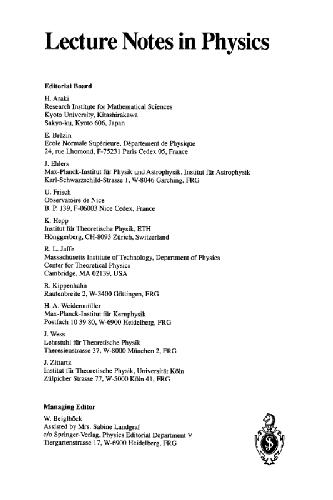 Lecture Notes in Physics
Editorial Board
H. Araki
Research Institute for Mathematical Sciences
Kyoto University, Kitashirakawa
Sakyo-ku, Kyoto 606, Japan
E. Brézin
Ecole Normale Supérieure, Département de Physique
24, rue Lhomond, F-75231 Paris Cedex 05, France
J. Ehlers
Max-Planck-Institut für Physik und Astrophysik, Institut für Astrophysik
Karl-Schwarzschild-Strasse 1, W-8046 Garching, FRG
U. Frisch
Observatoire de Nice
B. P. 139, F-06003 Nice Cedex, France
K. Hepp
Institut für Theoretische Physik, ETH
Hönggerberg, CH-8093 Zürich, Switzerland
R. L. Jaffe
Massachusetts Institute of Technology, Department of Physics
Center for Theoretical Physics
Cambridge, MA 02139, USA
R. Kippenhahn
Rautenbreite 2, W-3400 Göttingen, FRG
H. A. Weidenmüller
Max-Planck-Institut für Kernphysik
Postfach 10 39 80, W-6900 Heidelberg, FRG
J. Wess
Lehrstuhl für Theoretische Physik
Theresienstrasse 37, W-8000 München 2, FRG
J. Zittartz
Institut für Theoretische Physik, Universität Köln
Zülpicher Strasse 77, W-5000 Köln 41, FRG
Managing Editor
W. Beiglböck
Assisted by Mrs. Sabine Landgraf
c/o Springer-Verlag, Physics Editorial Department V
Tiergartenstrasse 17, W-6900 Heidelberg, FRG